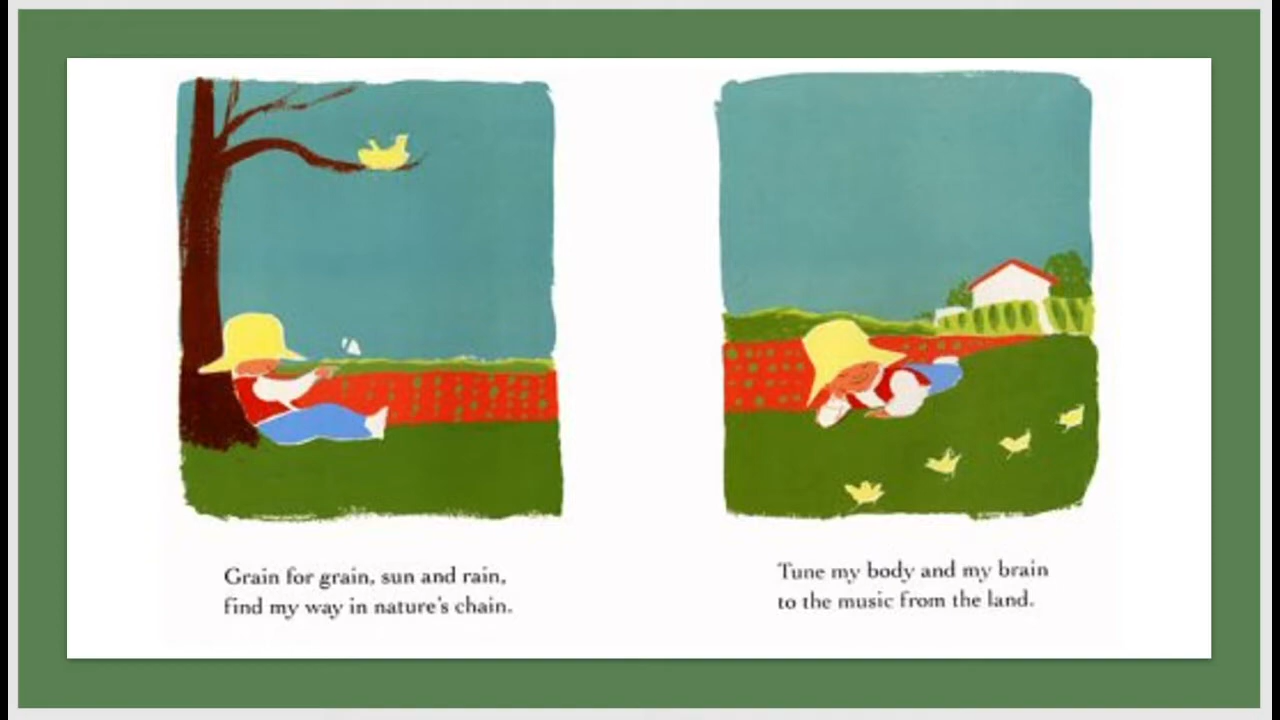 Grain for grain, sun and rain,
find my way in nature's chain.
Tune my body and my brain
to the music from the land.